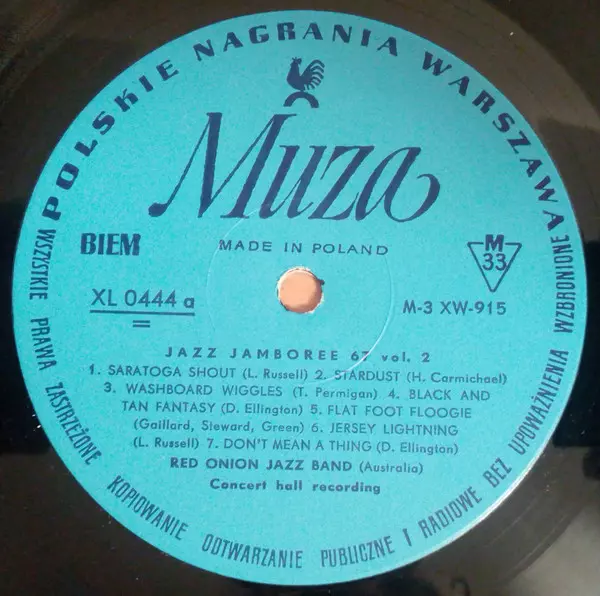 POLSKIE NAGRANIA WARSZAWA
Muza
BIEM
MADE IN POLAND
M
33
XL 0444 a
M-3 XW-915
JAZZ JAMBOREE 67 vol. 2
1. SARATOGA SHOUT (L. Russell) 2. STARDUST (H. Carmichael)
3. WASHBOARD WIGGLES (T. Permigan) 4. BLACK AND
TAN FANTASY (D. Ellington) 5. FLAT FOOT FLOOGIE
(Gaillard, Steward, Green) 6. JERSEY LIGHTNING
(L. Russell) 7. DON'T MEAN A THING (D. Ellington)
RED ONION JAZZ BAND (Australia)
Concert hall recording
WSZYSTKIE PRAWA ZASTRZEŻONE KOPIOWANIE ODTWARZANIE PUBLICZNE I RADIOWE BEZ UPOWAŻNIENIA WZBRONIONE